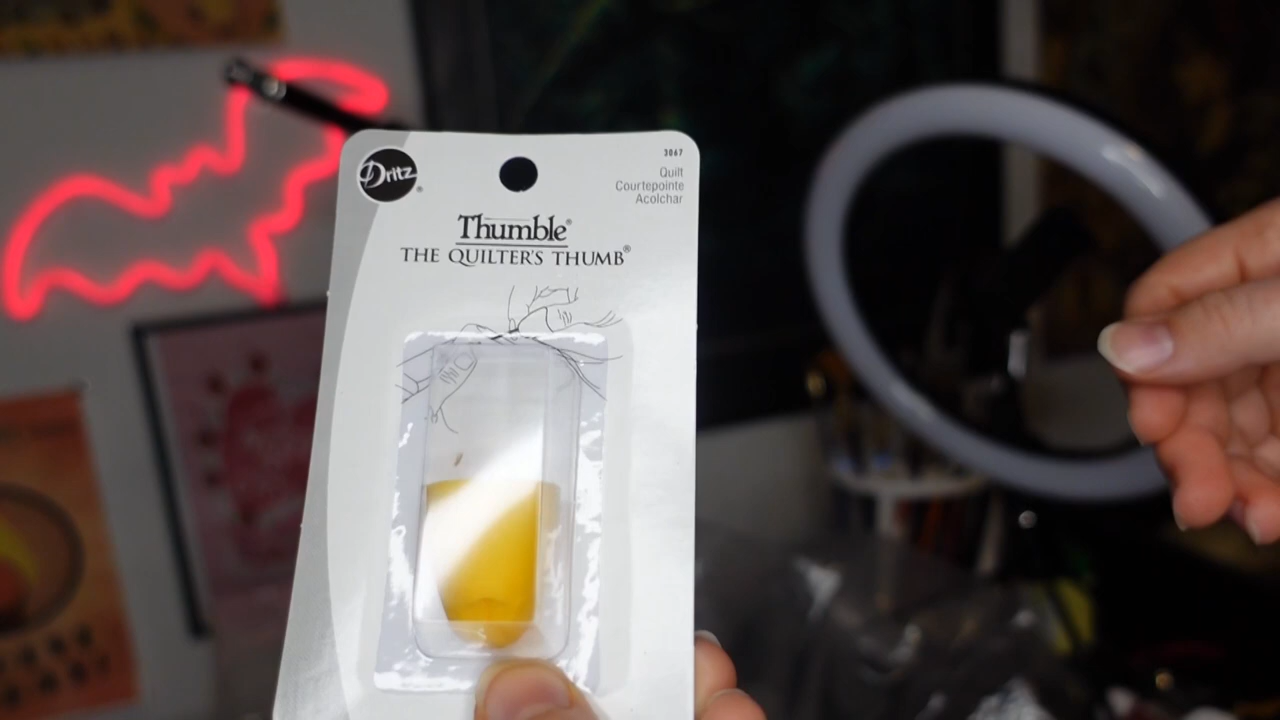 Dritz®
3067
Quilt
Courtepointe
Acolchar
Thumble®
THE QUILTER'S THUMB®